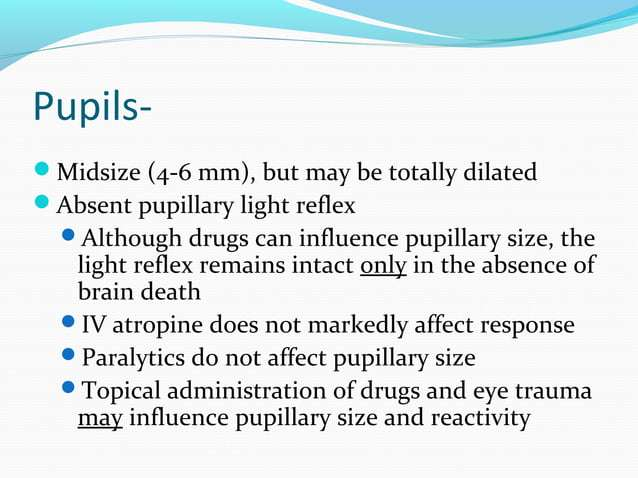 Pupils-
Midsize (4-6 mm), but may be totally dilated
Absent pupillary light reflex
Although drugs can influence pupillary size, the
light reflex remains intact only in the absence of
brain death
IV atropine does not markedly affect response
Paralytics do not affect pupillary size
Topical administration of drugs and eye trauma
may influence pupillary size and reactivity